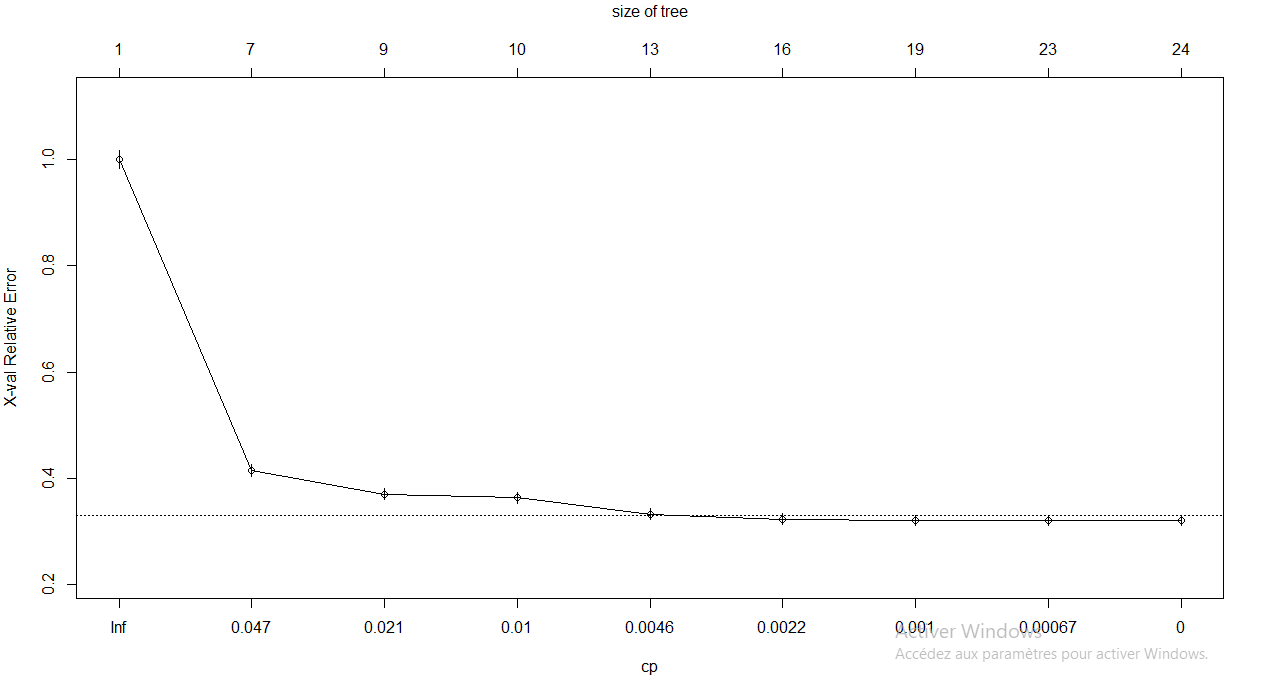 size of tree
1 7 9 10 13 16 19 23 24
X-val Relative Error
1.0
0.8
0.6
0.4
0.2
Inf 0.047 0.021 0.01 0.0046 0.0022 0.001 0.00067 0
cp
Activer Windows
Accédez aux paramètres pour activer Windows.